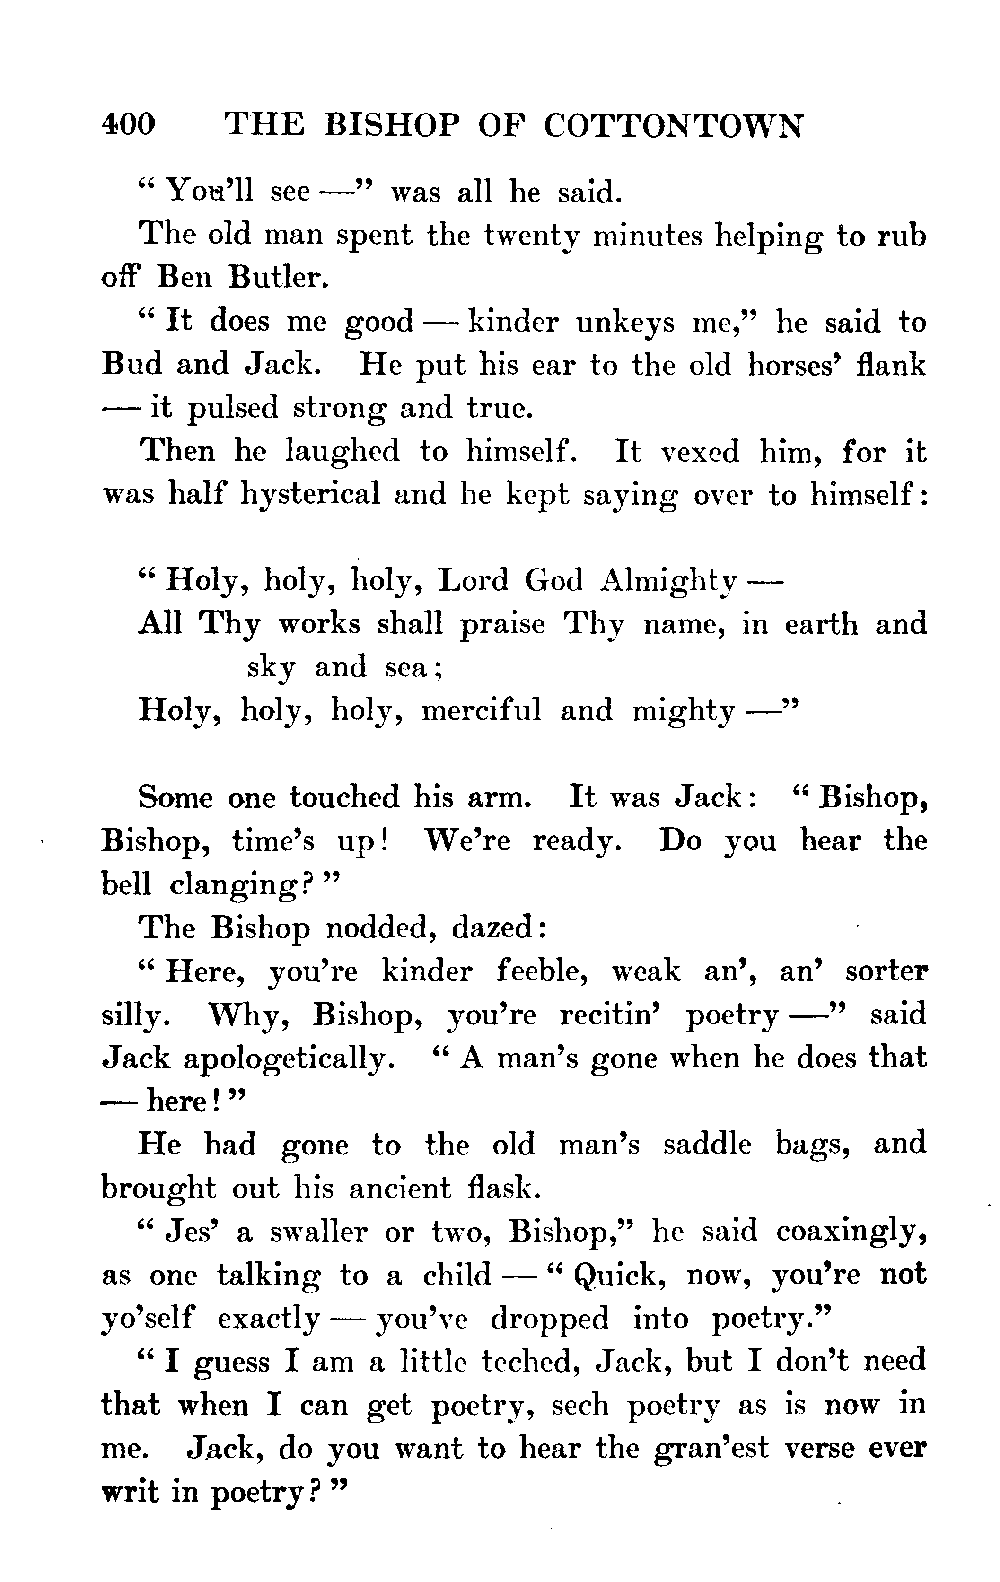 400 THE BISHOP OF COTTONTOWN
“ You’ll see —” was all he said.
The old man spent the twenty minutes helping to rub
off Ben Butler.
“ It does me good — kinder unkeys me,” he said to
Bud and Jack. He put his ear to the old horses’ flank
— it pulsed strong and true.
Then he laughed to himself. It vexed him, for it
was half hysterical and he kept saying over to himself:
“ Holy, holy, holy, Lord God Almighty —
All Thy works shall praise Thy name, in earth and
sky and sea;
Holy, holy, holy, merciful and mighty —”
Some one touched his arm. It was Jack: “ Bishop,
Bishop, time’s up! We’re ready. Do you hear the
bell clanging? ”
The Bishop nodded, dazed:
“ Here, you’re kinder feeble, weak an’, an’ sorter
silly. Why, Bishop, you’re recitin’ poetry —” said
Jack apologetically. “ A man’s gone when he does that
— here! ”
He had gone to the old man’s saddle bags, and
brought out his ancient flask.
“ Jes’ a swaller or two, Bishop,” he said coaxingly,
as one talking to a child — “ Quick, now, you’re not
yo’self exactly — you’ve dropped into poetry.”
“ I guess I am a little teched, Jack, but I don’t need
that when I can get poetry, sech poetry as is now in
me. Jack, do you want to hear the gran’est verse ever
writ in poetry? ”